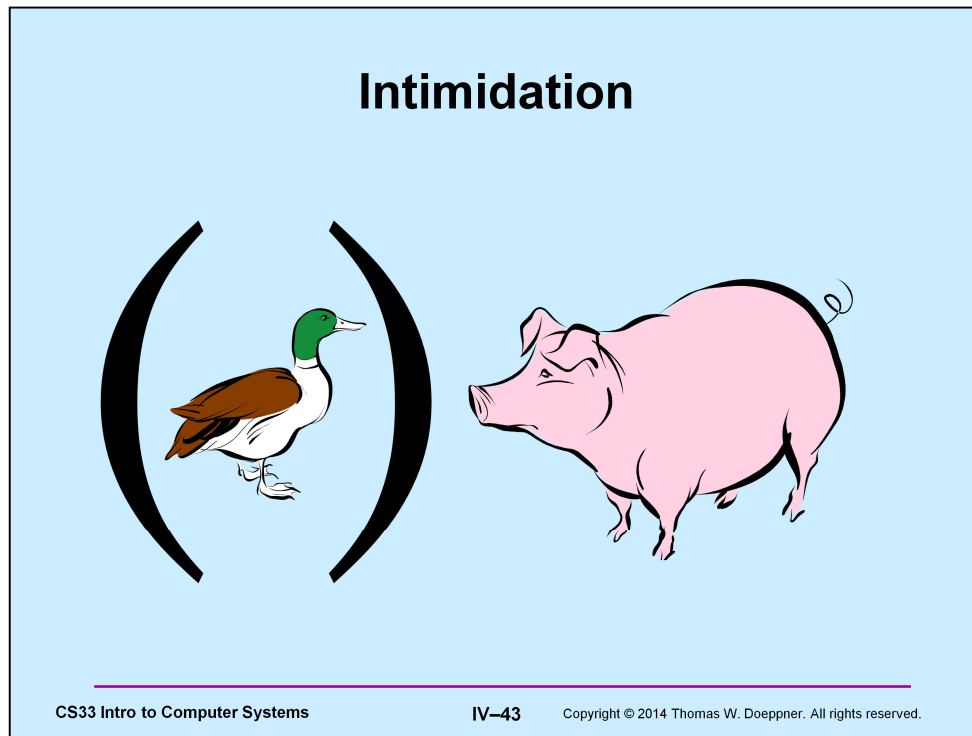 Intimidation
( )
CS33 Intro to Computer Systems IV–43 Copyright © 2014 Thomas W. Doeppner. All rights reserved.